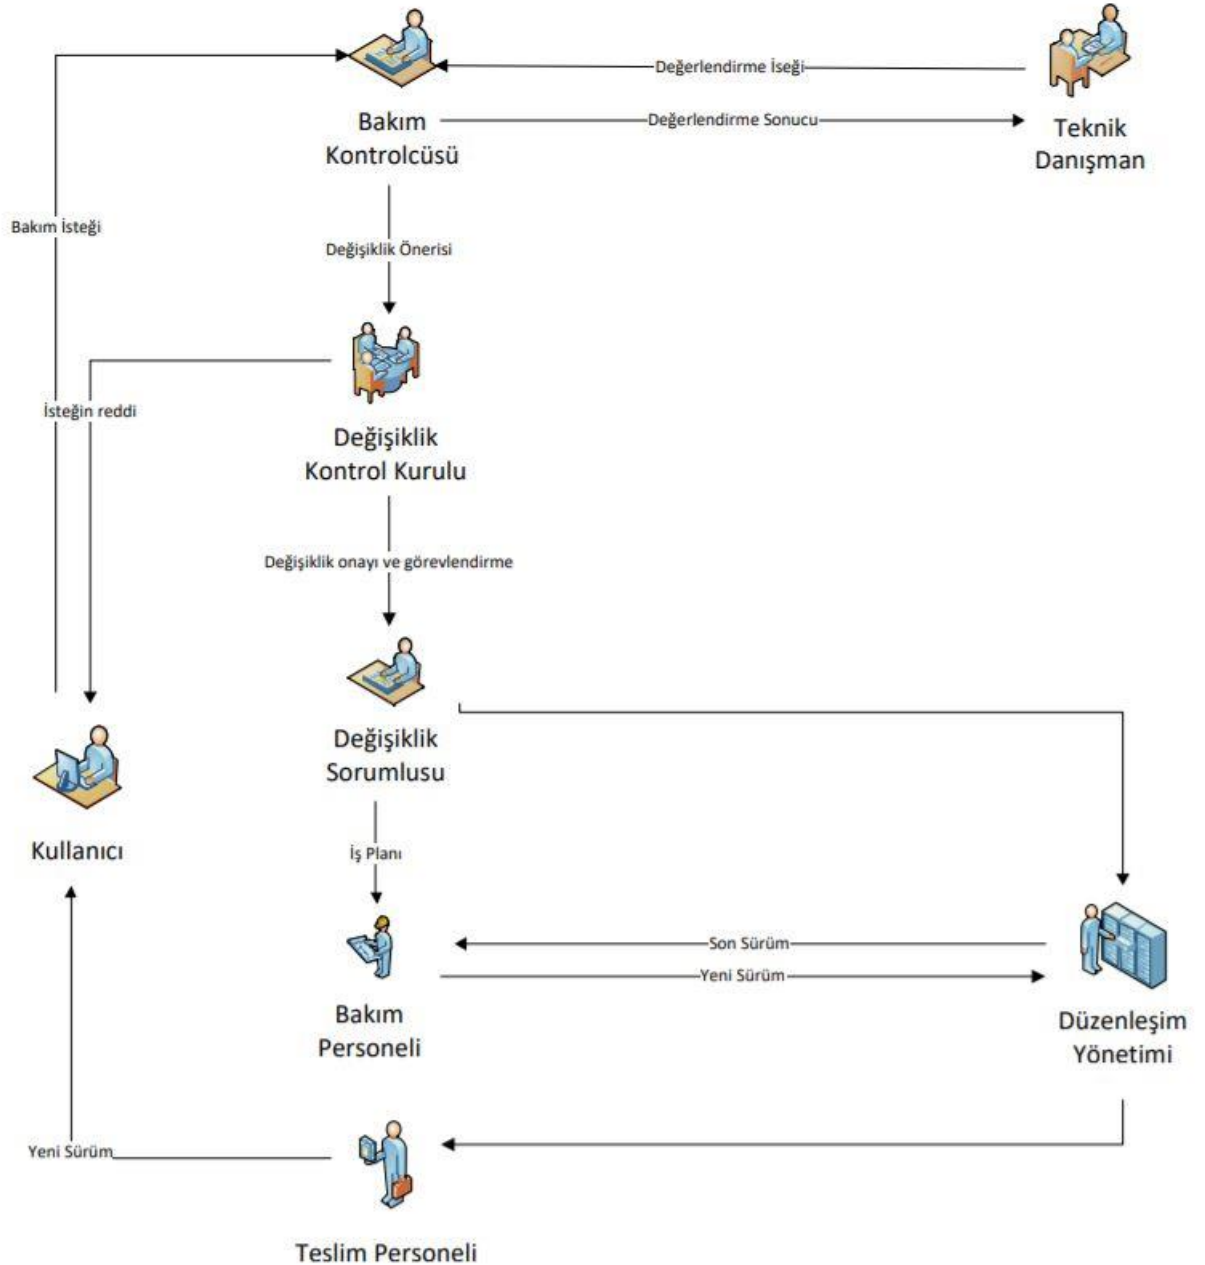 Değerlendirme İseği
Bakım
Kontrolcüsü
Değerlendirme Sonucu
Teknik
Danışman
Bakım İsteği
Değişiklik Önerisi
İsteğin reddi
Değişiklik
Kontrol Kurulu
Değişiklik onayı ve görevlendirme
Değişiklik
Sorumlusu
Kullanıcı
İş Planı
Son Sürüm
Yeni Sürüm
Bakım
Personeli
Düzenleşim
Yönetimi
Yeni Sürüm
Teslim Personeli